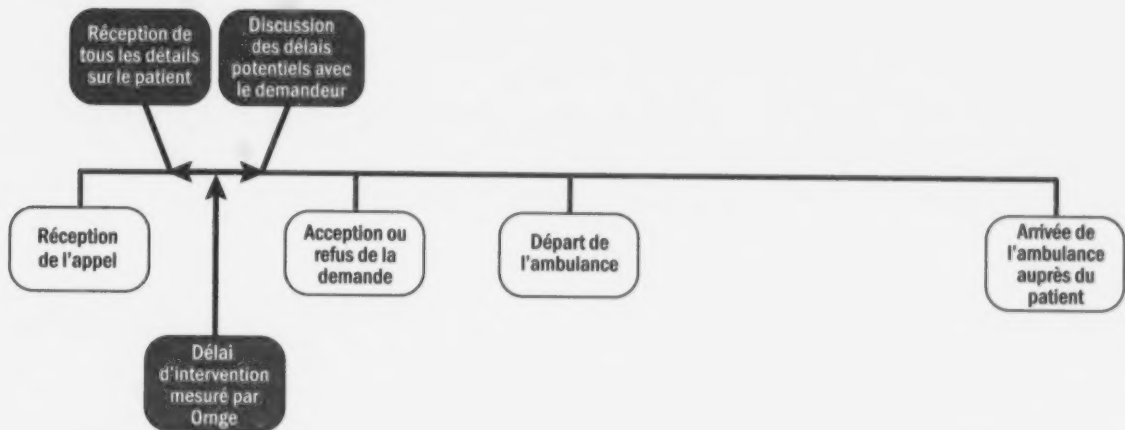 Réception de
tous les détails
sur le patient
Discussion
des délais
potentiels avec
le demandeur
Réception
de l'appel
Acception ou
refus de la
demande
Départ de
l'ambulance
Arrivée de
l'ambulance
auprès du
patient
Délai
d'intervention
mesuré par
Ornge